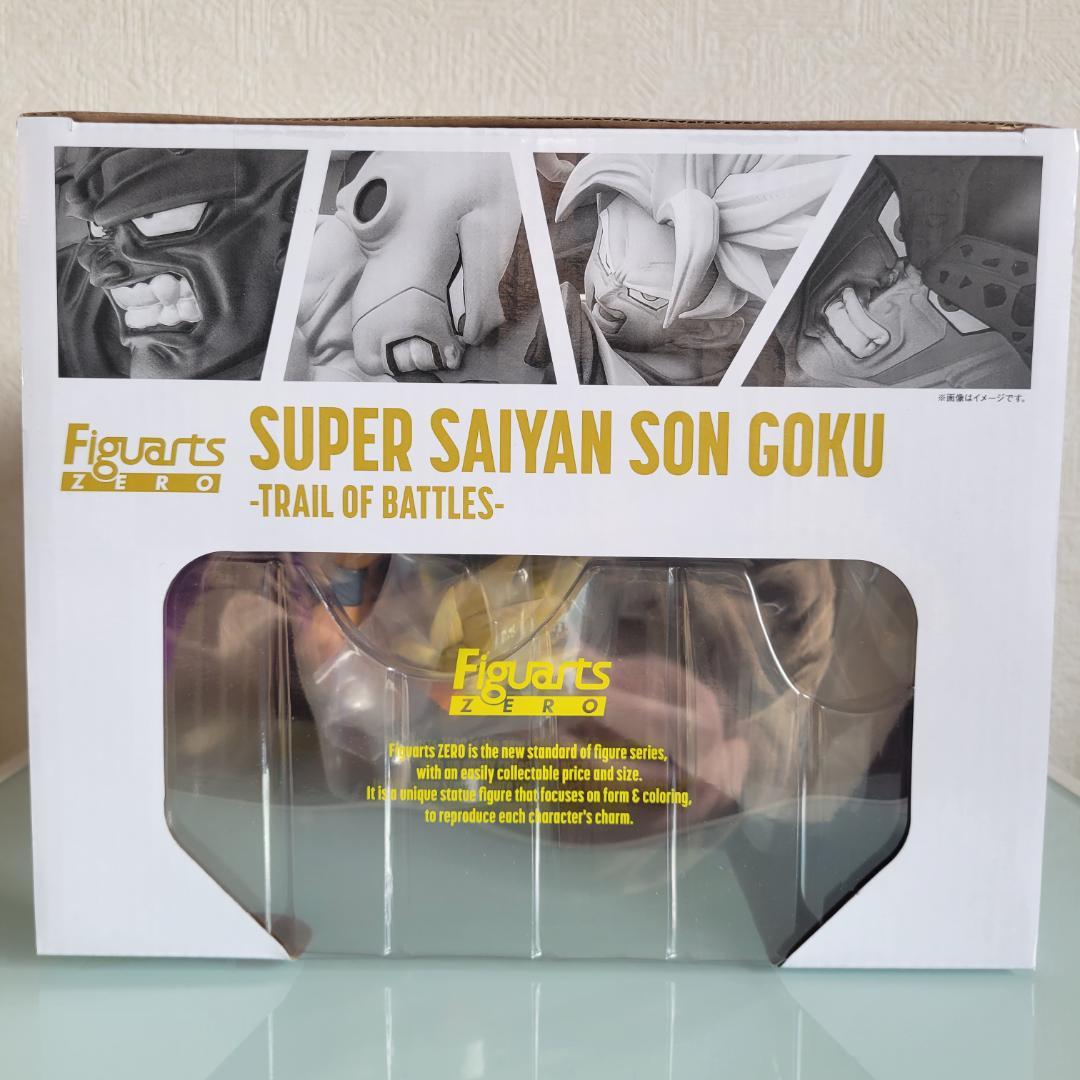 ※画像はイメージです。
Figuarts
ZERO
SUPER SAIYAN SON GOKU
-TRAIL OF BATTLES-
Figuarts
ZERO
Figuarts ZERO is the new standard of figure series,
with an easily collectable price and size.
It is a unique statue figure that focuses on form & coloring,
to reproduce each character's charm.